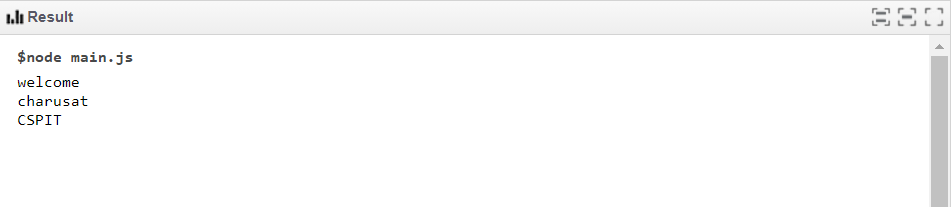 Result
$node main.js
welcome
charusat
CSPIT